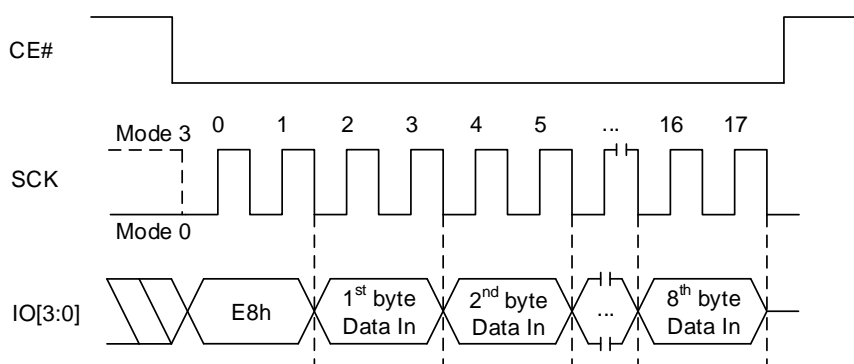 CE#
Mode 3
0 1 2 3 4 5 ... 16 17
SCK
Mode 0
IO[3:0]
E8h
1st byte
Data In
2nd byte
Data In
...
8th byte
Data In